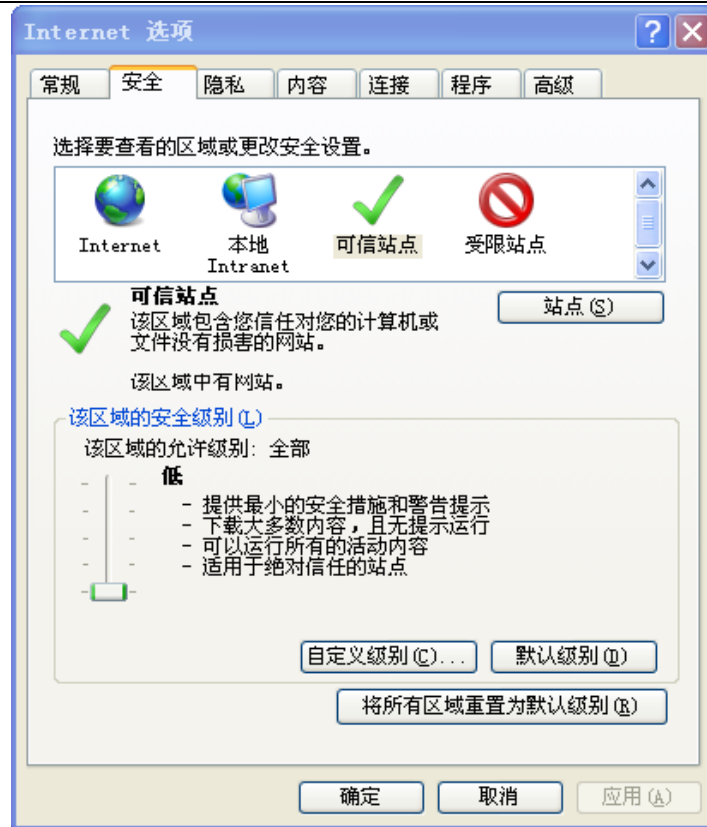 Internet 选项
常规 安全 隐私 内容 连接 程序 高级
选择要查看的区域或更改安全设置。
Internet 本地 Intranet 可信站点 受限站点
可信站点
站点(S)
该区域包含您信任对您的计算机或
文件没有损害的网站。
该区域中有网站。
该区域的安全级别(L)
该区域的允许级别: 全部
低
- 提供最小的安全措施和警告提示
- 下载大多数内容，且无提示运行
- 可以运行所有的活动内容
- 适用于绝对信任的站点
自定义级别(C)... 默认级别(D)
将所有区域重置为默认级别(R)
确定 取消 应用(A)